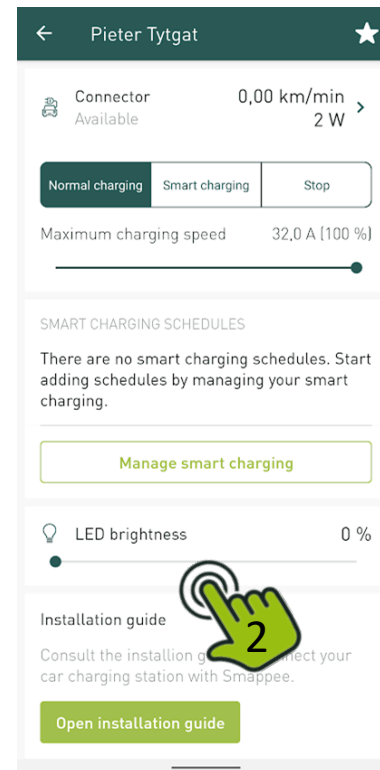 Pieter Tytgat
Connector
Available
0,00 km/min
2 W
Normal charging
Smart charging
Stop
Maximum charging speed 32,0 A (100 %)
SMART CHARGING SCHEDULES
There are no smart charging schedules. Start
adding schedules by managing your smart
charging.
Manage smart charging
LED brightness 0 %
2
Installation guide
Consult the installion your
car charging station with Smappee.
Open installation guide